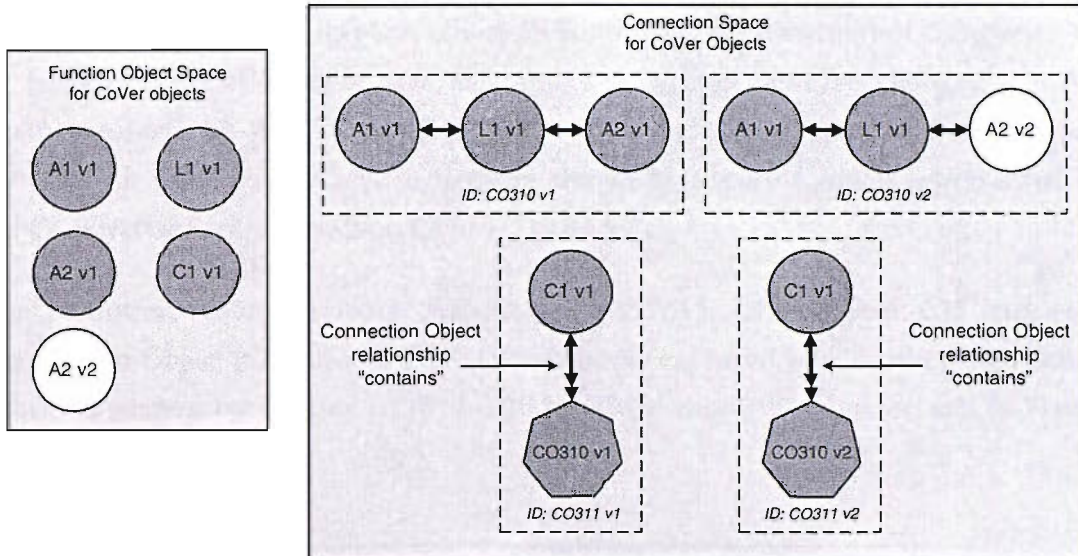 Function Object Space
for CoVer objects
A1 v1
L1 v1
A2 v1
C1 v1
A2 v2
Connection Space
for CoVer Objects
A1 v1
L1 v1
A2 v1
ID: CO310 v1
A1 v1
L1 v1
A2 v2
ID: CO310 v2
C1 v1
Connection Object
relationship
"contains"
CO310 v1
ID: CO311 v1
C1 v1
Connection Object
relationship
"contains"
CO310 v2
ID: CO311 v2